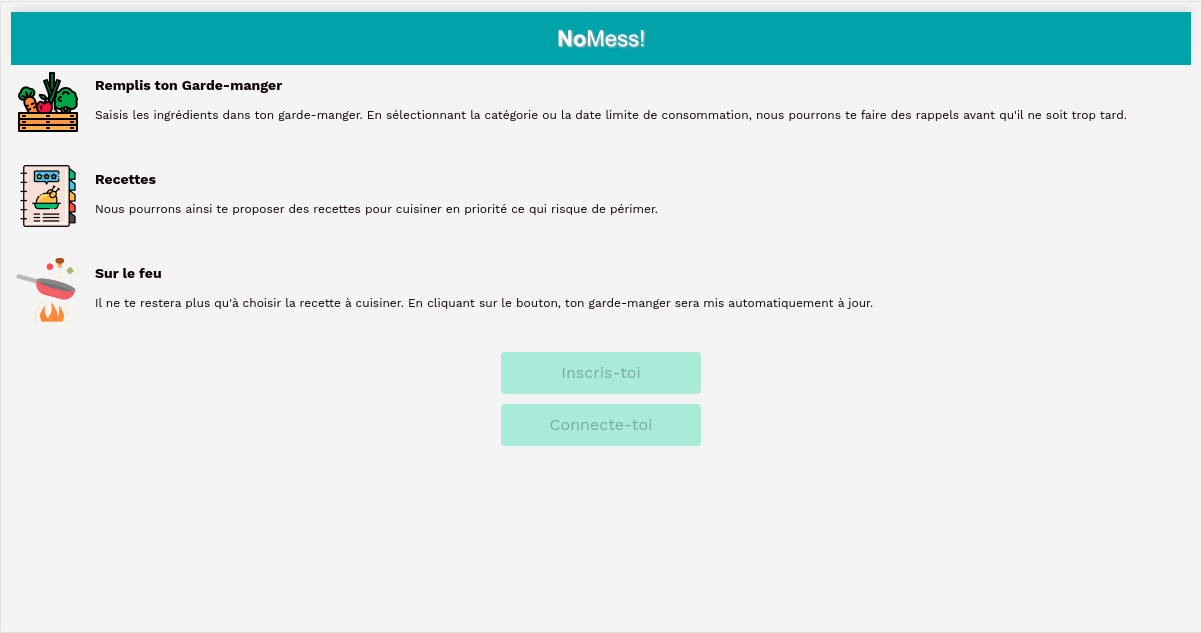 NoMess!
Remplis ton Garde-manger
Saisis les ingrédients dans ton garde-manger. En sélectionnant la catégorie ou la date limite de consommation, nous pourrons te faire des rappels avant qu'il ne soit trop tard.
Recettes
Nous pourrons ainsi te proposer des recettes pour cuisiner en priorité ce qui risque de périmer.
Sur le feu
Il ne te restera plus qu'à choisir la recette à cuisiner. En cliquant sur le bouton, ton garde-manger sera mis automatiquement à jour.
Inscris-toi
Connecte-toi